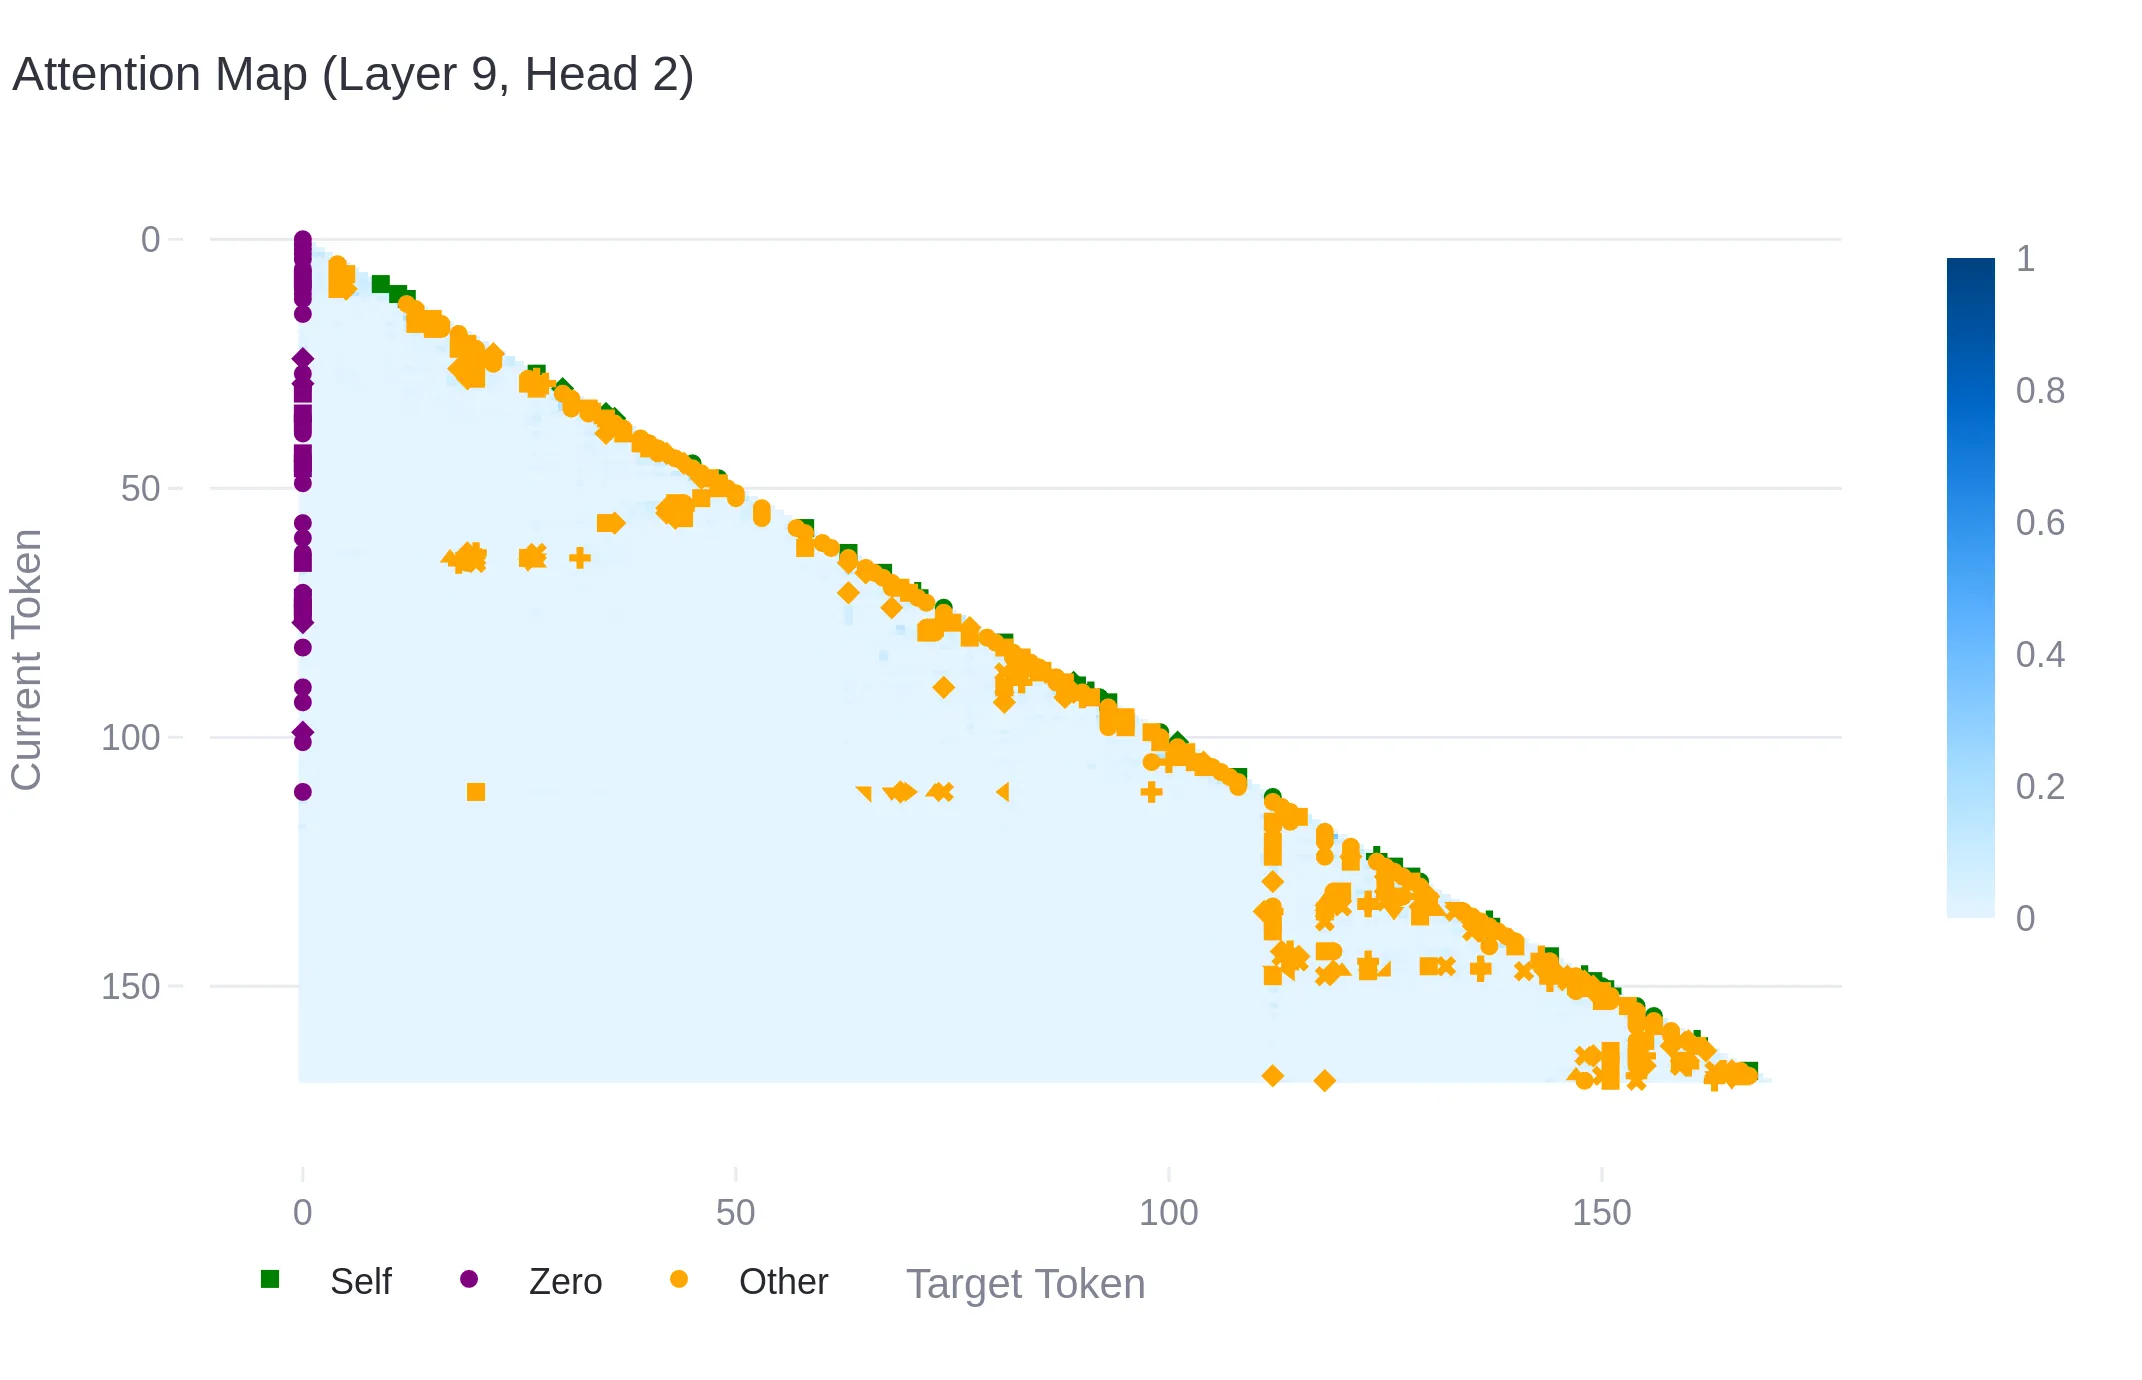 Attention Map (Layer 9, Head 2)
0
50
100
150
Current Token
0
50
100
150
Target Token
Self
Zero
Other
1
0.8
0.6
0.4
0.2
0